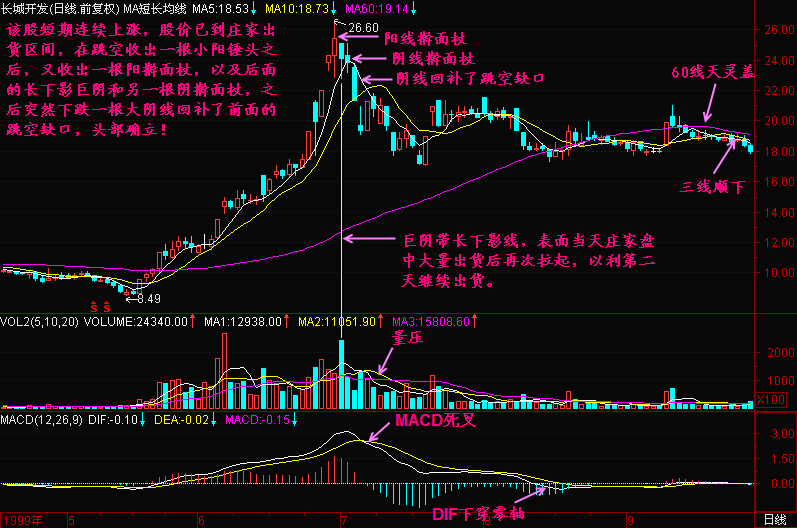 长城开发(日线.前复权) MA短长均线 MA5:18.53↓ MA10:18.73↓ MA60:19.14↓
该股短期连续上涨,股价已到庄家出
货区间,在跳空收出一根小阳锤头之
后,又收出一根阳擀面杖,以及后面
的长下影巨阴和另一根阴擀面杖,之
后突然下跌一根大阴线回补了前面的
跳空缺口,头部确立!
26.60
阳线擀面杖
阴线擀面杖
阴线回补了跳空缺口
60线天灵盖
三线顺下
巨阴带长下影线,表面当天庄家盘
中大量出货后再次拉起,以利第二
天继续出货。
8.49
28.00
26.00
24.00
22.00
20.00
18.00
16.00
14.00
12.00
10.00
VOL2(5,10,20) VOLUME:24340.00↑ MA1:12938.00↑ MA2:11051.90↑ MA3:15808.60↑
量压
2000
1000
X100
MACD(12,26,9) DIF:-0.10↓ DEA:-0.02↓ MACD:-0.15↓
MACD死叉
DIF下穿零轴
3.00
1.50
0.00
1999年 5 6 7 8 9 日线